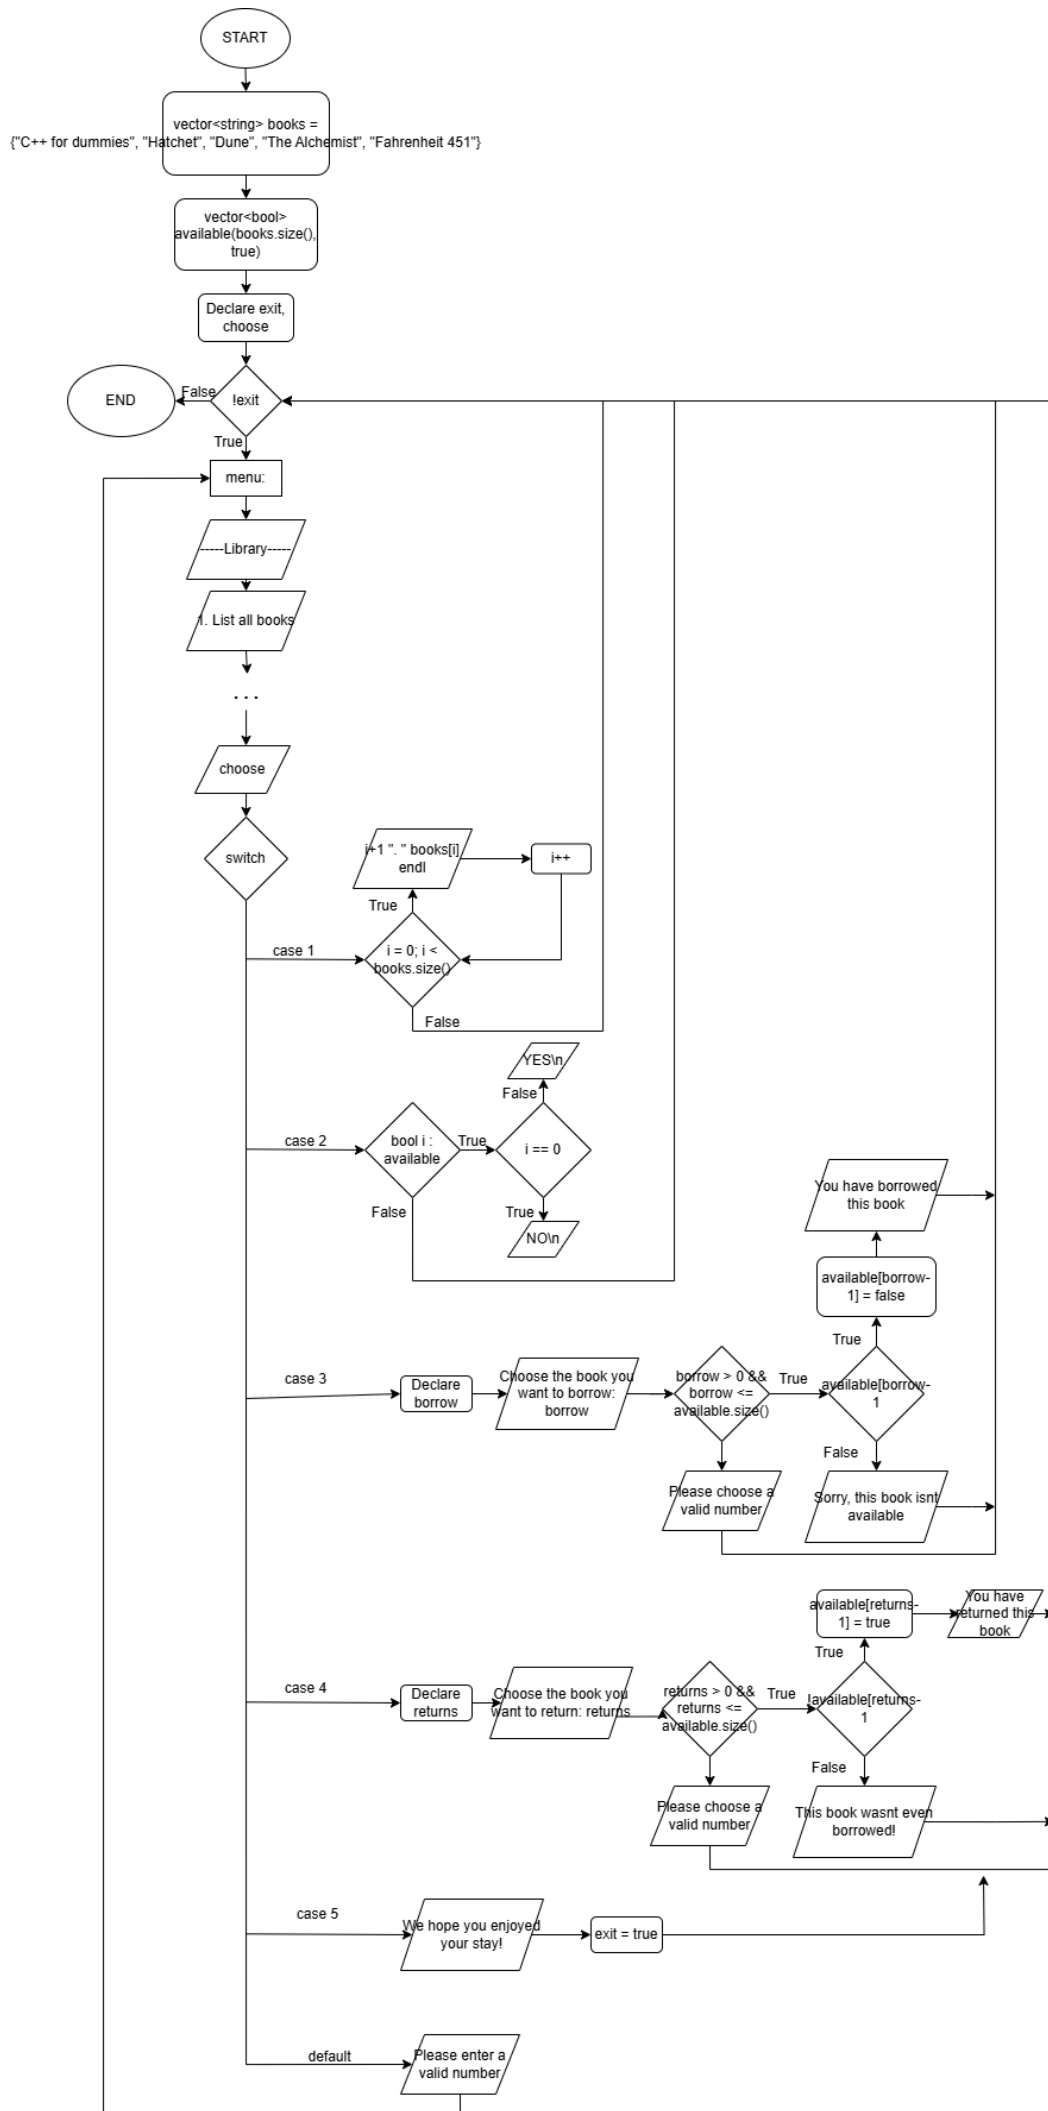 START
vector<string> books =
{"C++ for dummies", "Hatchet", "Dune", "The Alchemist", "Fahrenheit 451"}
vector<bool>
available(books.size(),
true)
Declare exit,
choose
END
False
!exit
True
menu:
-----Library-----
1. List all books
. . .
choose
switch
i+1 ". " books[i]
endl
i++
True
case 1
i = 0; i <
books.size()
False
YES\n
False
case 2
bool i :
available
True
i == 0
False
True
NO\n
You have borrowed
this book
available[borrow-
1] = false
True
case 3
Declare
borrow
Choose the book you
want to borrow:
borrow
borrow > 0 &&
borrow <=
available.size()
True
available[borrow-
1
False
Please choose a
valid number
Sorry, this book isnt
available
available[returns-
1] = true
You have
returned this
book
True
case 4
Declare
returns
Choose the book you
want to return: returns
returns > 0 &&
returns <=
available.size()
True
!available[returns-
1
False
Please choose a
valid number
This book wasnt even
borrowed!
case 5
We hope you enjoyed
your stay!
exit = true
default
Please enter a
valid number